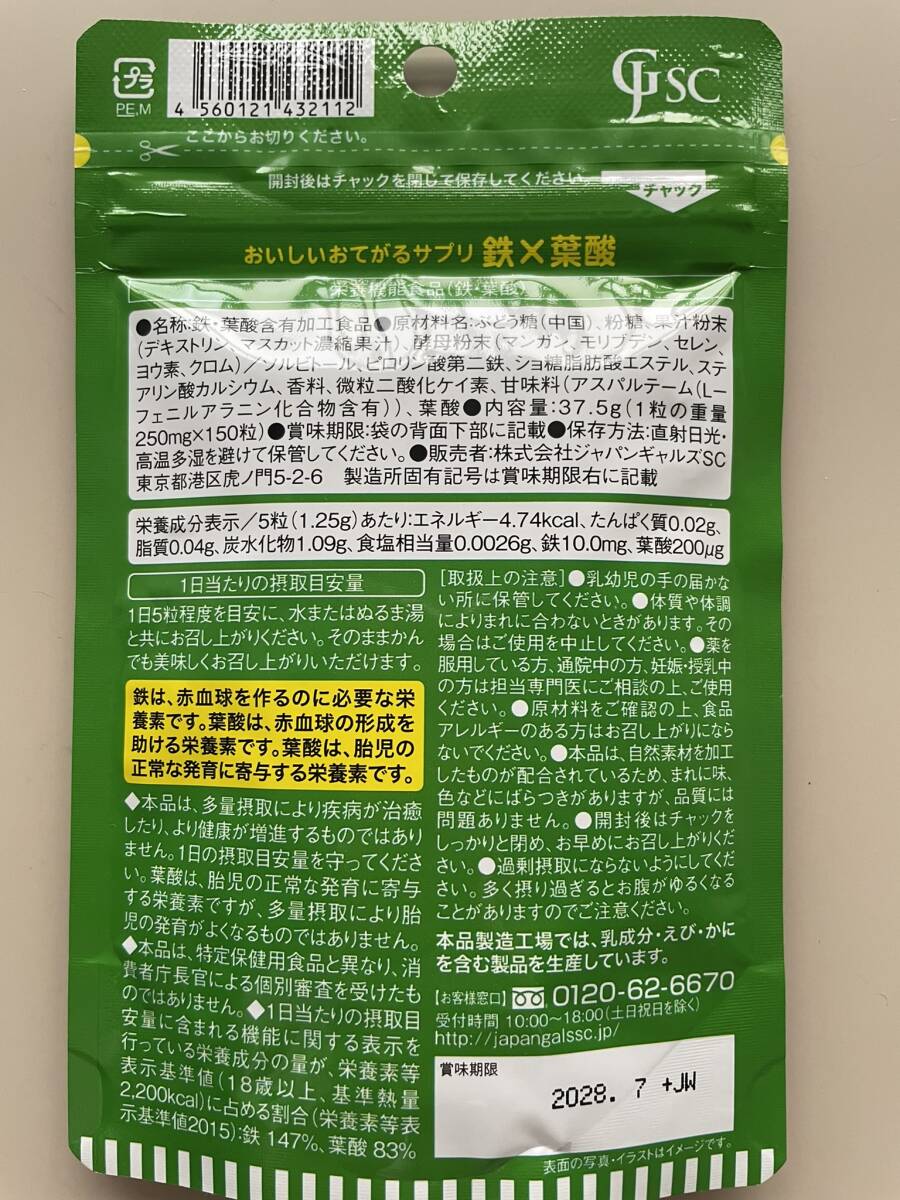 プラ
PE,M
4 560121 432112
GJ SC
ここからお切りください。
開封後はチャックを閉じて保存してください。
チャック
おいしいおてがるサプリ 鉄×葉酸
栄養機能食品(鉄・葉酸)
●名称:鉄・葉酸含有加工食品●原材料名:ぶどう糖(中国)、粉糖、果汁粉末
(デキストリン、マスカット濃縮果汁)、酵母粉末(マンガン、モリブデン、セレン、
ヨウ素、クロム)/ソルビトール、ピロリン酸第二鉄、ショ糖脂肪酸エステル、ステ
アリン酸カルシウム、香料、微粒二酸化ケイ素、甘味料(アスパルテーム(L-
フェニルアラニン化合物含有))、葉酸●内容量:37.5g(1粒の重量
250mg×150粒)●賞味期限:袋の背面下部に記載●保存方法:直射日光・
高温多湿を避けて保管してください。●販売者:株式会社ジャパンギャルズSC
東京都港区虎ノ門5-2-6 製造所固有記号は賞味期限右に記載
栄養成分表示/5粒(1.25g)あたり:エネルギー4.74kcal、たんぱく質0.02g、
脂質0.04g、炭水化物1.09g、食塩相当量0.0026g、鉄10.0mg、葉酸200μg
1日当たりの摂取目安量
1日5粒程度を目安に、水またはぬるま湯
と共にお召し上がりください。そのままかん
でも美味しくお召し上がりいただけます。
鉄は、赤血球を作るのに必要な栄
養素です。葉酸は、赤血球の形成を
助ける栄養素です。葉酸は、胎児の
正常な発育に寄与する栄養素です。
◆本品は、多量摂取により疾病が治癒
したり、より健康が増進するものではあり
ません。1日の摂取目安量を守ってくださ
い。葉酸は、胎児の正常な発育に寄与
する栄養素ですが、多量摂取により胎
児の発育がよくなるものではありません。
◆本品は、特定保健用食品と異なり、消
費者庁長官による個別審査を受けたも
のではありません。◆1日当たりの摂取目
安量に含まれる機能に関する表示を
行っている栄養成分の量が、栄養素等
表示基準値(18歳以上、基準熱量
2,200kcal)に占める割合(栄養素等表
示基準値2015):鉄 147%、葉酸 83%
[取扱上の注意]●乳幼児の手の届かな
い所に保管してください。●体質や体調
によりまれに合わないときがあります。その
場合はご使用を中止してください。●薬を
服用している方、通院中の方、妊娠・授乳中
の方は担当専門医にご相談の上、ご使用
ください。●原材料をご確認の上、食品
アレルギーのある方はお召し上がりになら
ないでください。●本品は、自然素材を加工
したものが配合されているため、まれに味、
色などにばらつきがありますが、品質には
問題ありません。●開封後はチャックを
しっかりと閉め、お早めにお召し上がりくだ
さい。●過剰摂取にならないようにしてくだ
さい。多く摂り過ぎるとお腹がゆるくなる
ことがありますのでご注意ください。
本品製造工場では、乳成分・えび・かに
を含む製品を生産しています。
【お客様窓口】0120-62-6670
受付時間 10:00～18:00(土日祝日を除く)
http://japangalssc.jp/
賞味期限
2028. 7 +JW
表面の写真・イラストはイメージです。